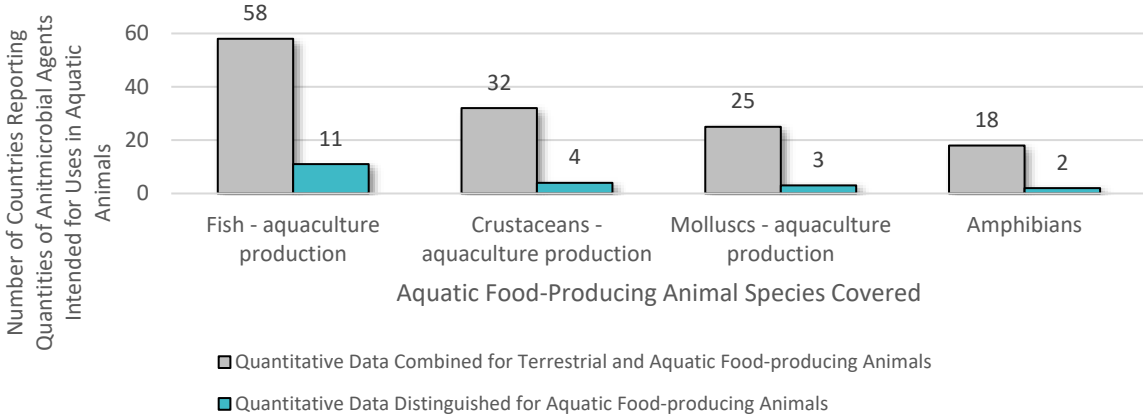 Number of Countries Reporting
Quantities of Anitmicrobial Agents
Intended for Uses in Aquatic
Animals
60
40
20
0
58
11
32
4
25
3
18
2
Fish - aquaculture
production
Crustaceans -
aquaculture production
Molluscs - aquaculture
production
Amphibians
Aquatic Food-Producing Animal Species Covered
Quantitative Data Combined for Terrestrial and Aquatic Food-producing Animals
Quantitative Data Distinguished for Aquatic Food-producing Animals